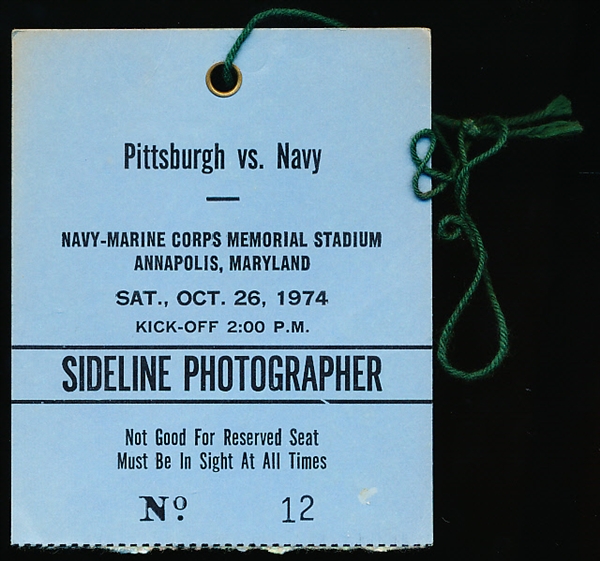 Pittsburgh vs. Navy
NAVY-MARINE CORPS MEMORIAL STADIUM
ANNAPOLIS, MARYLAND
SAT., OCT. 26, 1974
KICK-OFF 2:00 P.M.
SIDELINE PHOTOGRAPHER
Not Good For Reserved Seat
Must Be In Sight At All Times
Nº 12